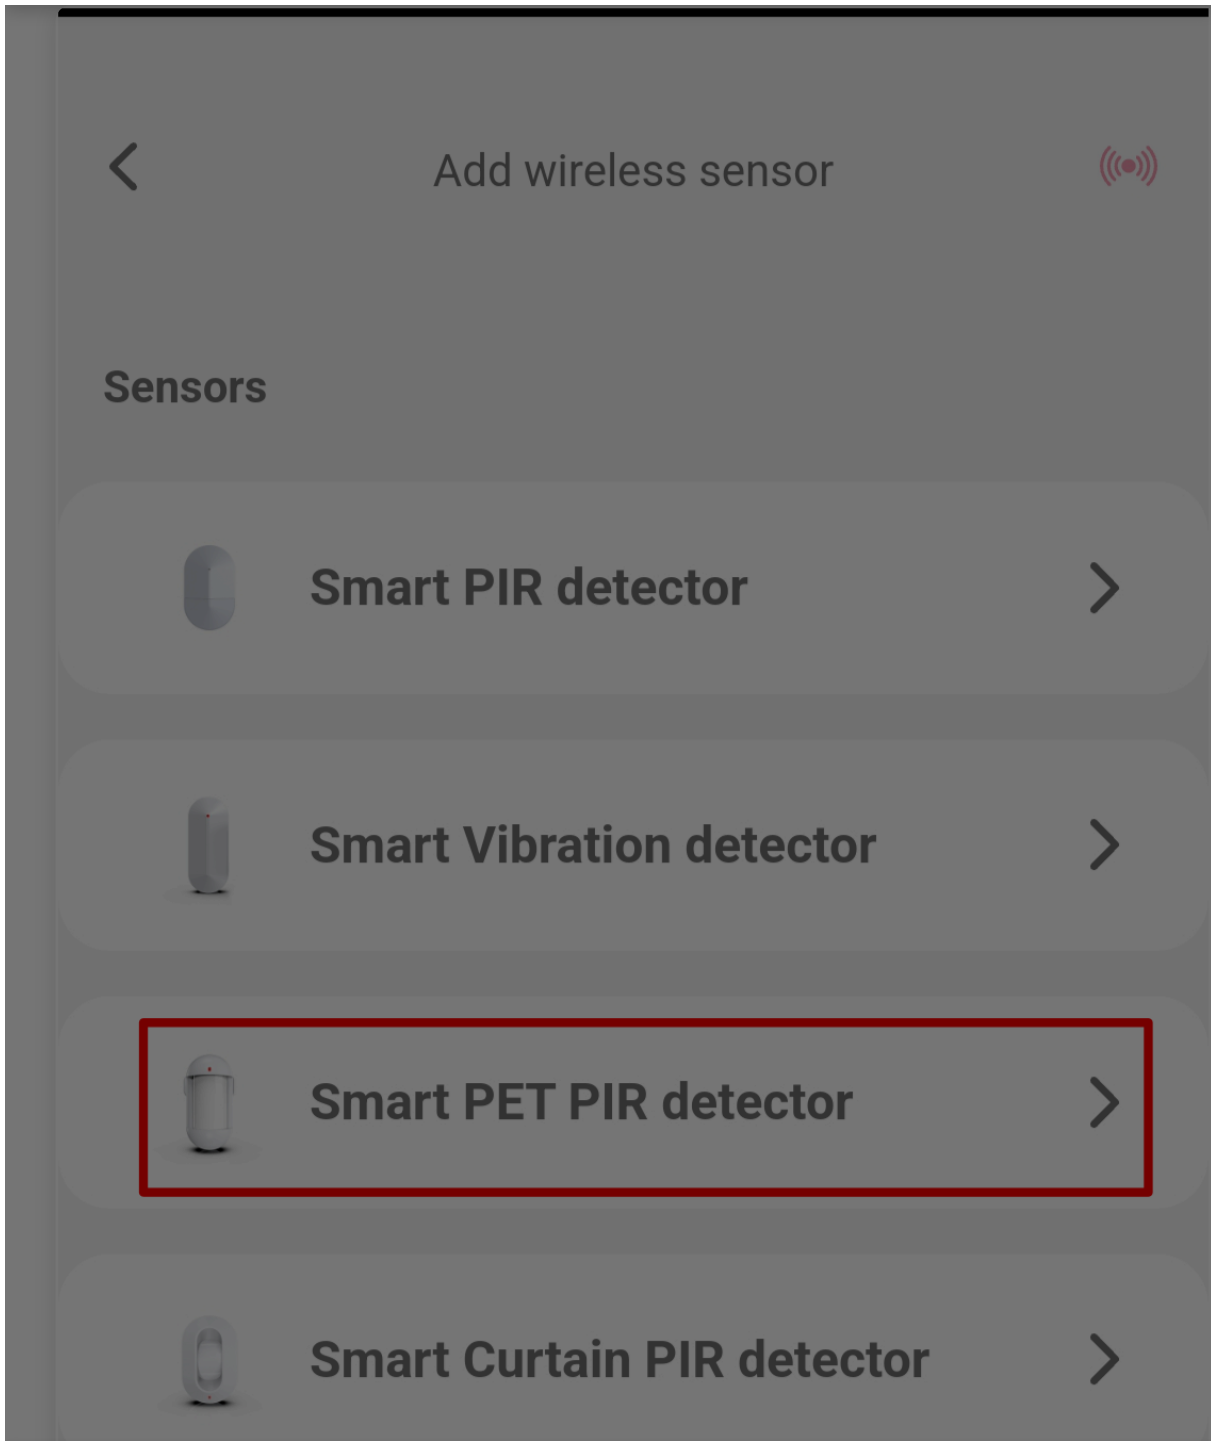 Add wireless sensor
Sensors
Smart PIR detector
Smart Vibration detector
Smart PET PIR detector
Smart Curtain PIR detector